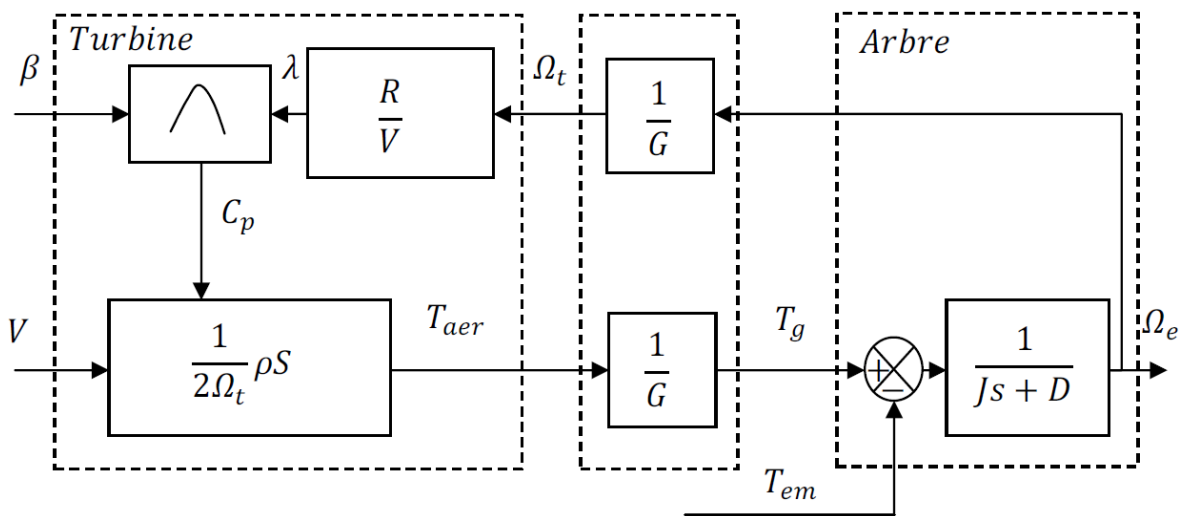 Turbine
Arbre
β
λ
R/V
Ω_t
1/G
C_p
V
1/(2Ω_t) ρS
T_aer
1/G
T_g
+
−
1/(Js + D)
Ω_e
T_em